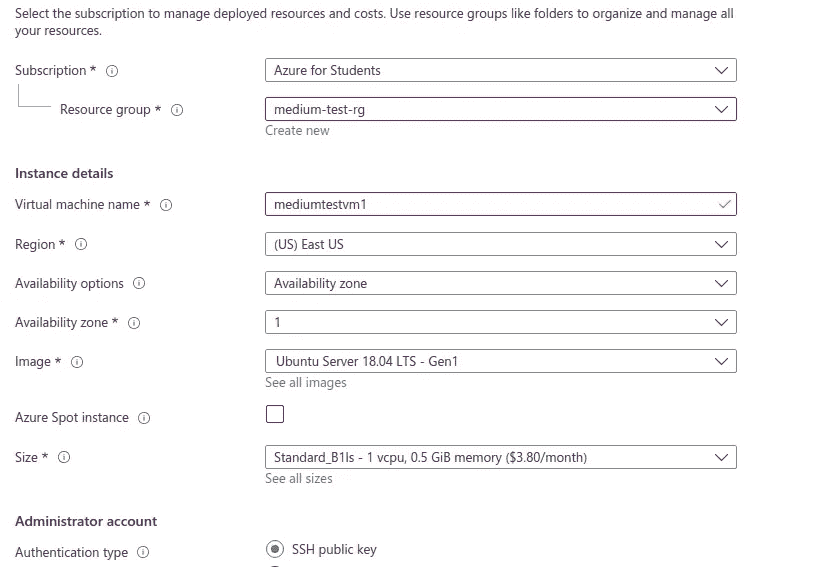 Select the subscription to manage deployed resources and costs. Use resource groups like folders to organize and manage all
your resources.
Subscription * Azure for Students
Resource group * medium-test-rg
Create new
Instance details
Virtual machine name * mediumtestvm1
Region * (US) East US
Availability options Availability zone
Availability zone * 1
Image * Ubuntu Server 18.04 LTS - Gen1
See all images
Azure Spot instance
Size * Standard_B1ls - 1 vcpu, 0.5 GiB memory ($3.80/month)
See all sizes
Administrator account
Authentication type SSH public key